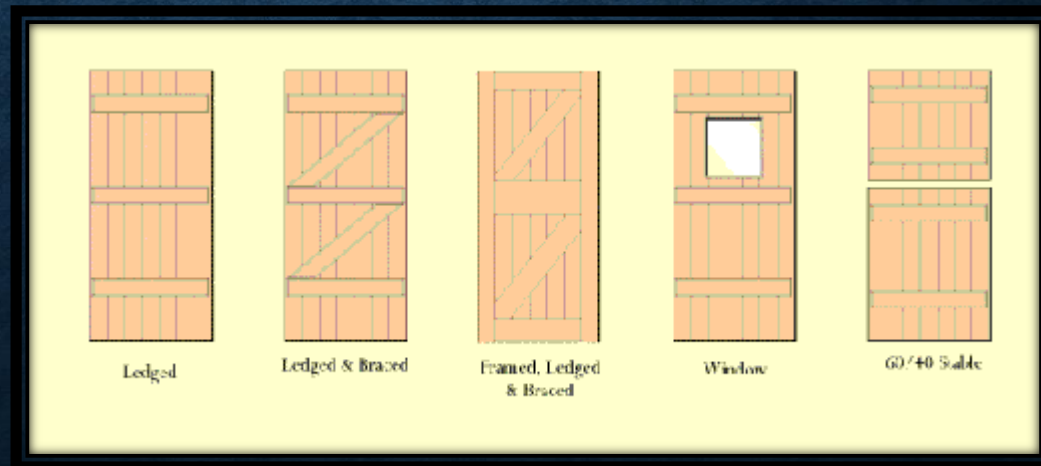 Ledged
Ledged & Braced
Framed, Ledged
& Braced
Window
60/40 Stable